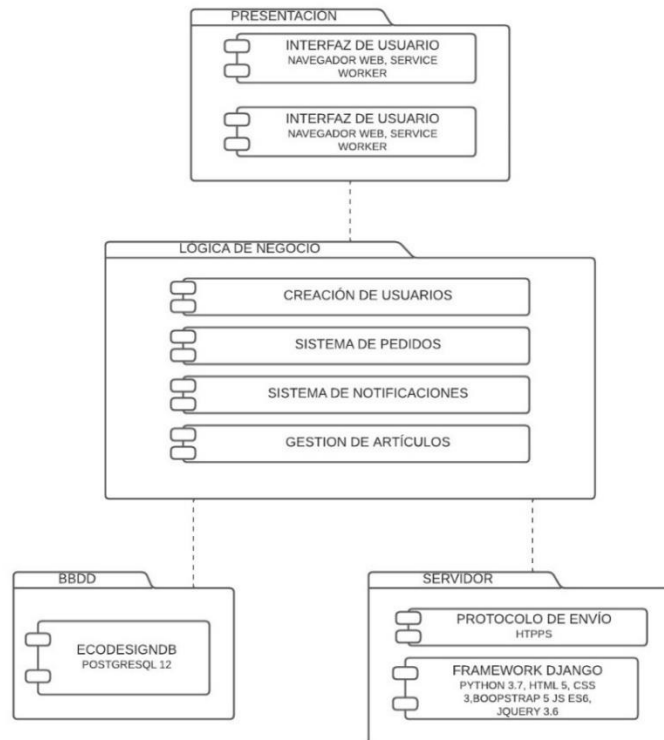 PRESENTACIÓN
INTERFAZ DE USUARIO
NAVEGADOR WEB, SERVICE
WORKER
INTERFAZ DE USUARIO
NAVEGADOR WEB, SERVICE
WORKER
LÓGICA DE NEGOCIO
CREACIÓN DE USUARIOS
SISTEMA DE PEDIDOS
SISTEMA DE NOTIFICACIONES
GESTION DE ARTÍCULOS
BBDD
ECODESIGNDB
POSTGRESQL 12
SERVIDOR
PROTOCOLO DE ENVÍO
HTPPS
FRAMEWORK DJANGO
PYTHON 3.7, HTML 5, CSS
3,BOOPSTRAP 5 JS ES6,
JQUERY 3.6